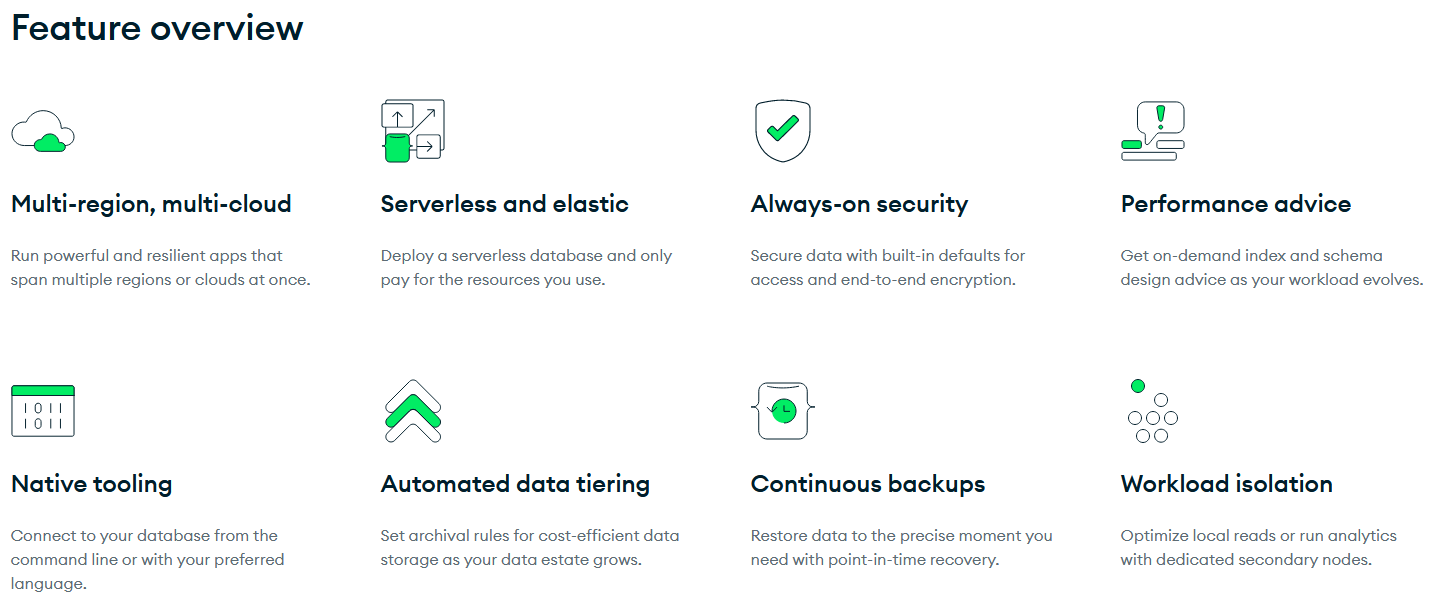 Feature overview
Multi-region, multi-cloud
Run powerful and resilient apps that
span multiple regions or clouds at once.
Serverless and elastic
Deploy a serverless database and only
pay for the resources you use.
Always-on security
Secure data with built-in defaults for
access and end-to-end encryption.
Performance advice
Get on-demand index and schema
design advice as your workload evolves.
1011
1011
Native tooling
Connect to your database from the
command line or with your preferred
language.
Automated data tiering
Set archival rules for cost-efficient data
storage as your data estate grows.
Continuous backups
Restore data to the precise moment you
need with point-in-time recovery.
Workload isolation
Optimize local reads or run analytics
with dedicated secondary nodes.